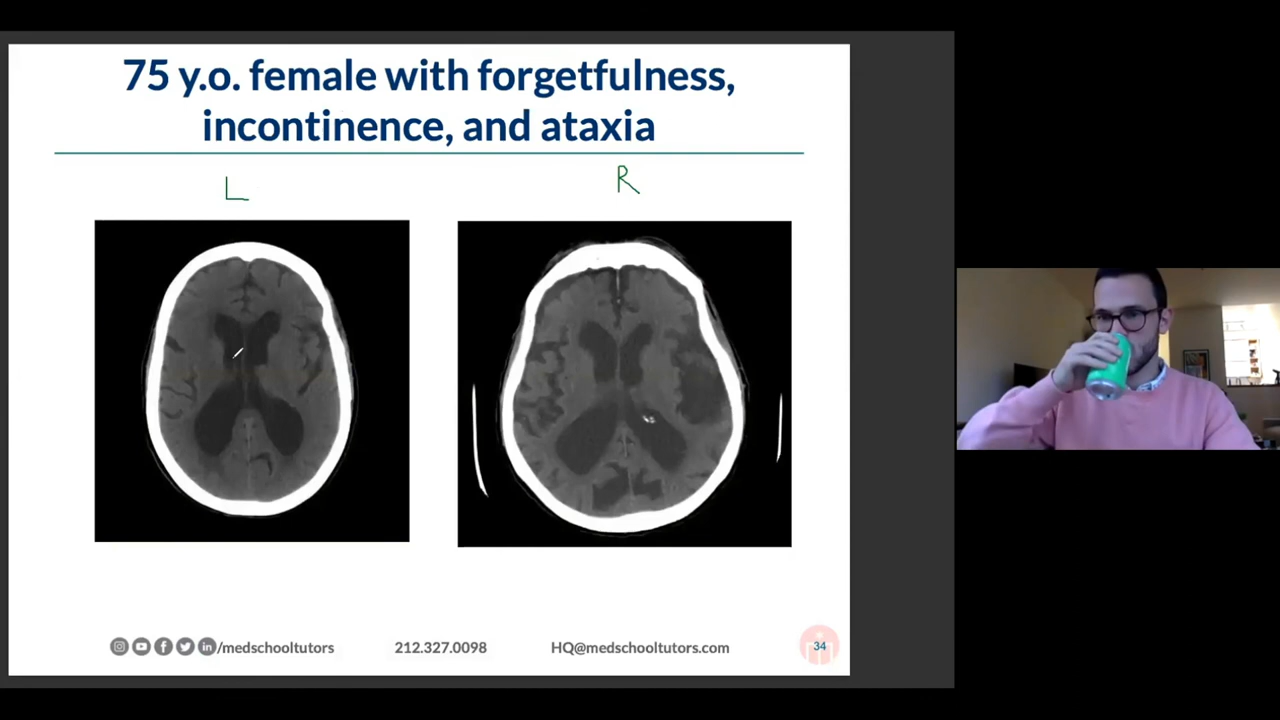 75 y.o. female with forgetfulness,
incontinence, and ataxia
L R
/medschooltutors 212.327.0098 HQ@medschooltutors.com 34